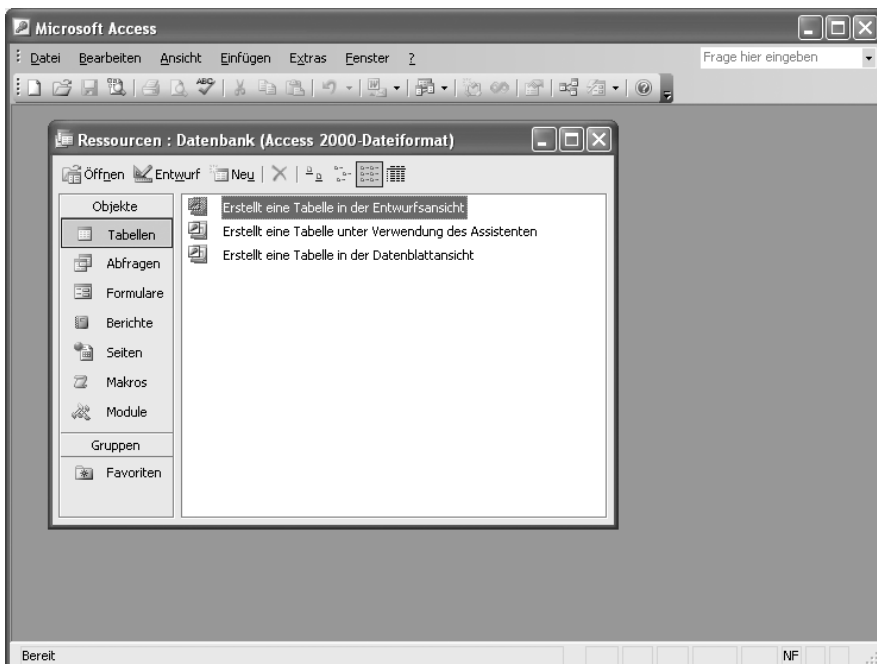 Microsoft Access
Datei Bearbeiten Ansicht Einfügen Extras Fenster ? Frage hier eingeben
Ressourcen : Datenbank (Access 2000-Dateiformat)
Öffnen Entwurf Neu
Objekte
Tabellen
Abfragen
Formulare
Berichte
Seiten
Makros
Module
Gruppen
Favoriten
Erstellt eine Tabelle in der Entwurfsansicht
Erstellt eine Tabelle unter Verwendung des Assistenten
Erstellt eine Tabelle in der Datenblattansicht
Bereit NF